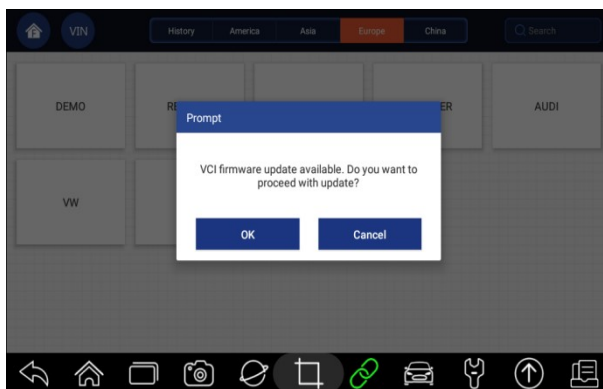 VIN
History
America
Asia
Europe
China
Search
DEMO
AUDI
Prompt
VCI firmware update available. Do you want to
proceed with update?
OK
Cancel
VW